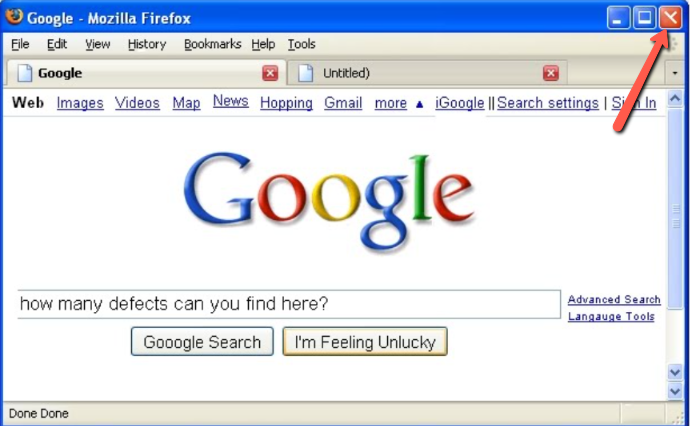 Google - Mozilla Firefox
File Edit View History Bookmarks Help Tools
Google Untitled)
Web Images Videos Map News Hopping Gmail more ▲ iGoogle || Search settings | Sign In
Google
how many defects can you find here?
Advanced Search
Langauge Tools
Gooogle Search I'm Feeling Unlucky
Done Done